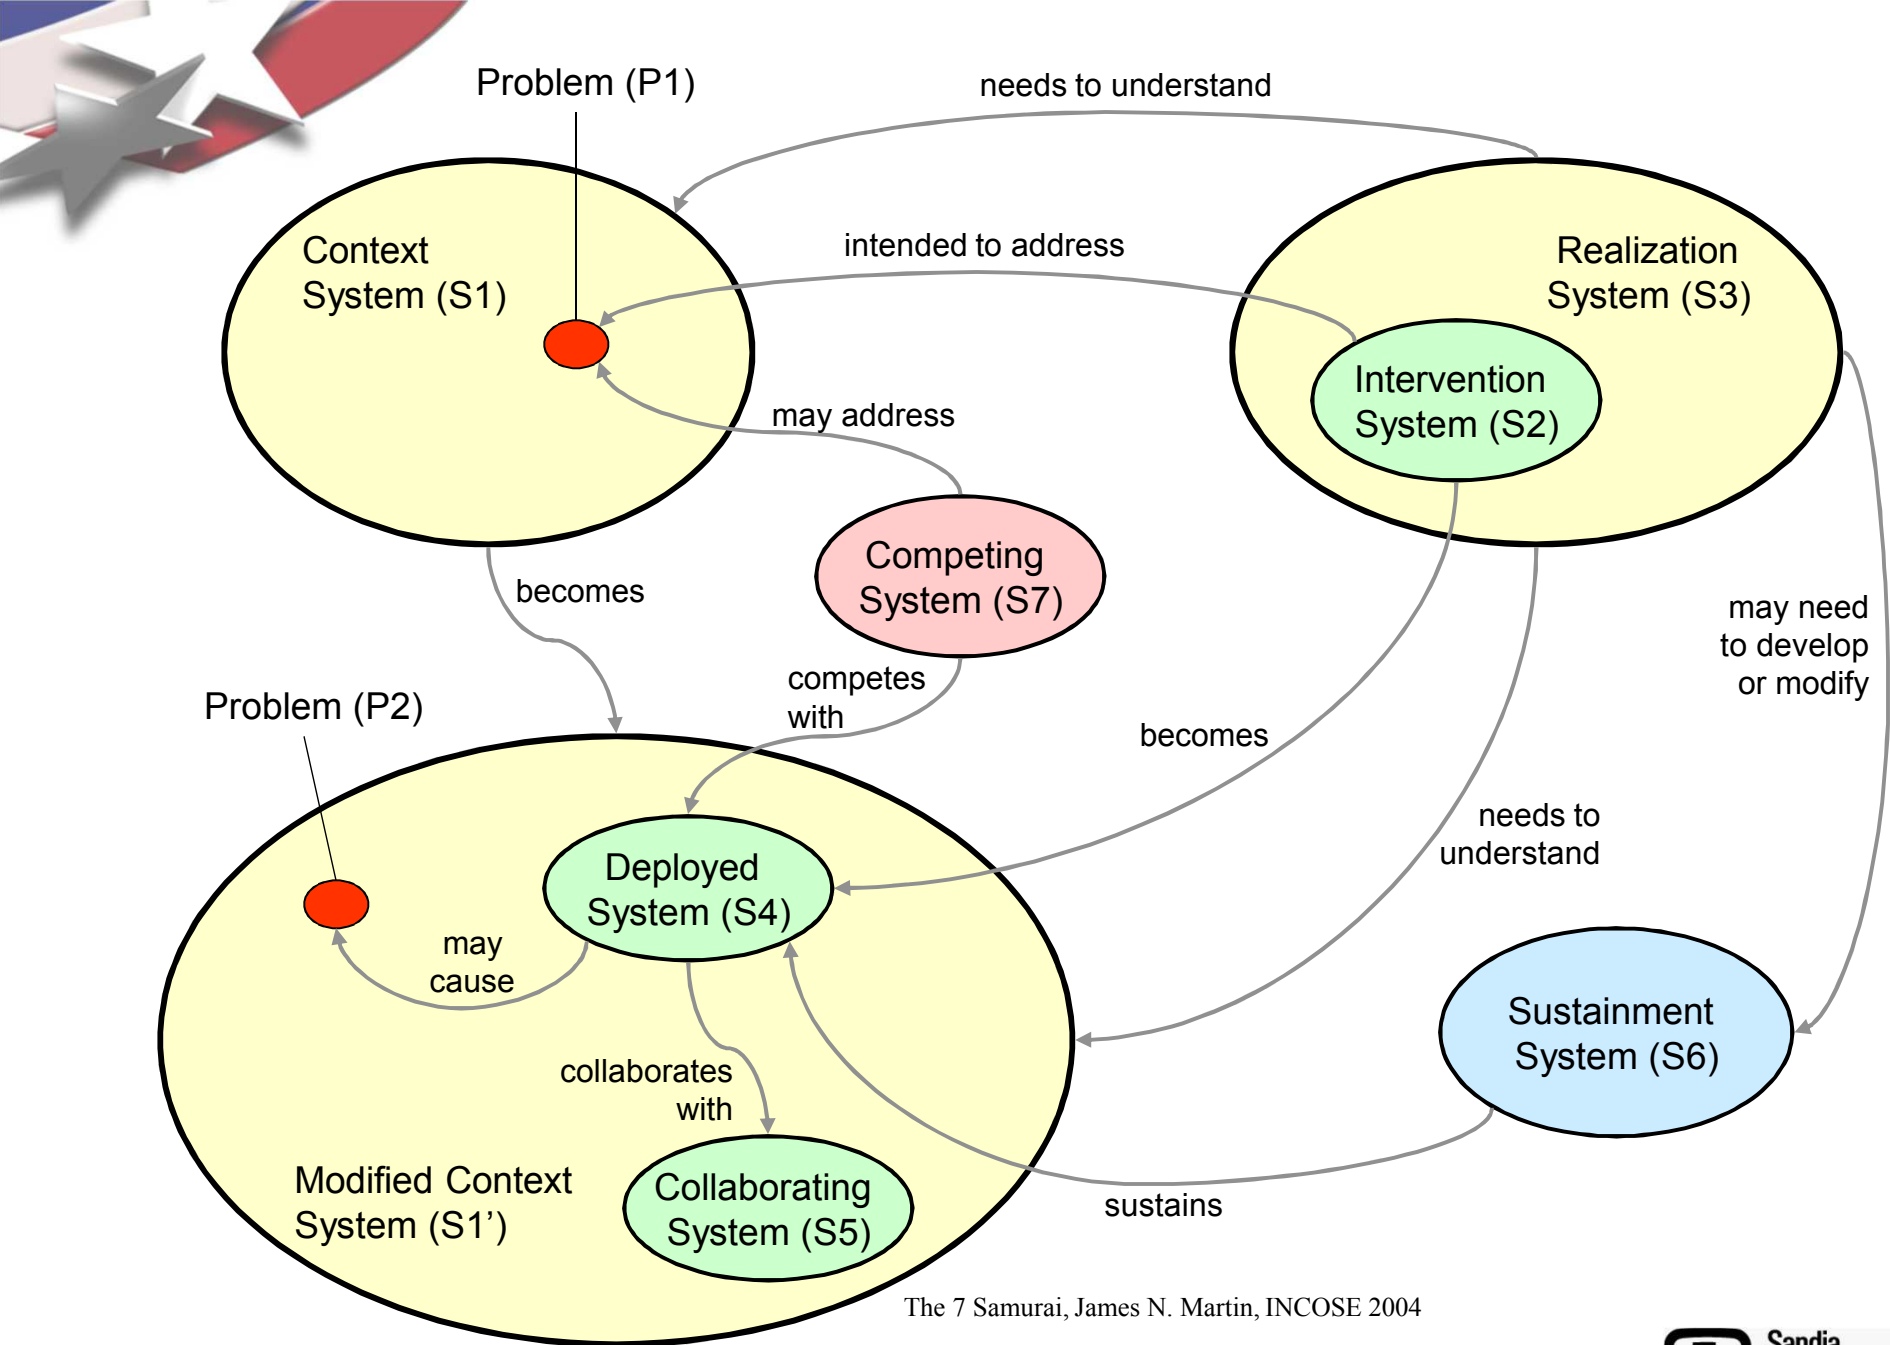 Problem (P1)
needs to understand
Context
System (S1)
intended to address
Realization
System (S3)
Intervention
System (S2)
may address
Competing
System (S7)
becomes
may need
to develop
or modify
competes
with
Problem (P2)
becomes
needs to
understand
Deployed
System (S4)
may
cause
Sustainment
System (S6)
collaborates
with
Modified Context
System (S1’)
Collaborating
System (S5)
sustains
The 7 Samurai, James N. Martin, INCOSE 2004
Sandia